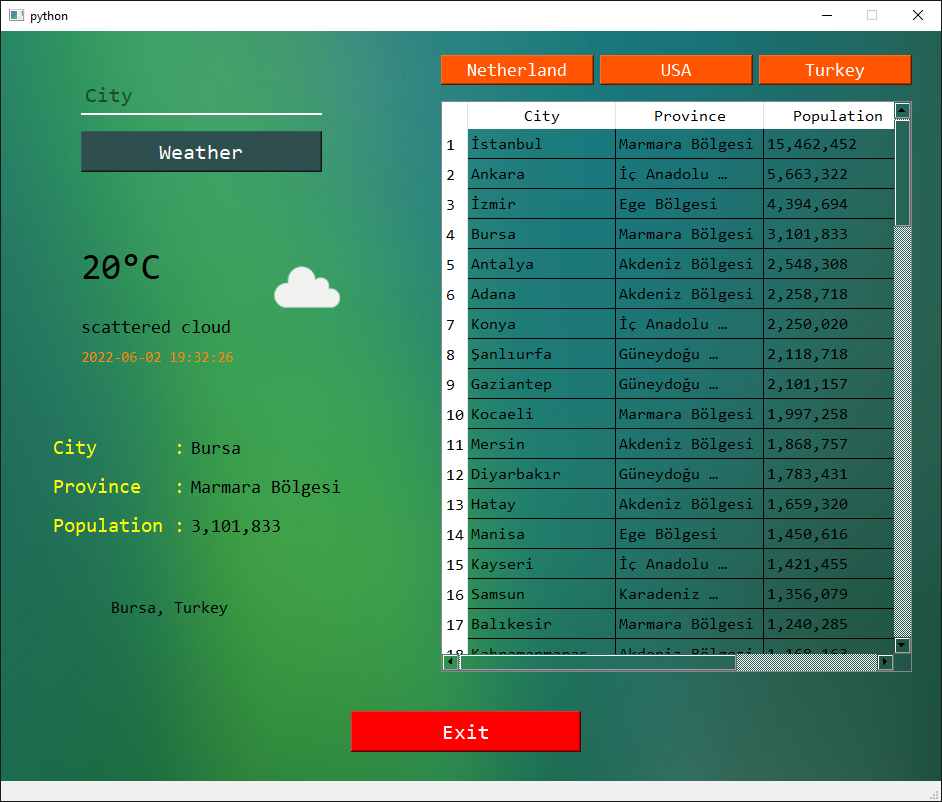 python
City
Weather
20°C
scattered cloud
2022-06-02 19:32:26
City : Bursa
Province : Marmara Bölgesi
Population : 3,101,833
Bursa, Turkey
Netherland USA Turkey
City Province Population
1 İstanbul Marmara Bölgesi 15,462,452
2 Ankara İç Anadolu … 5,663,322
3 İzmir Ege Bölgesi 4,394,694
4 Bursa Marmara Bölgesi 3,101,833
5 Antalya Akdeniz Bölgesi 2,548,308
6 Adana Akdeniz Bölgesi 2,258,718
7 Konya İç Anadolu … 2,250,020
8 Şanlıurfa Güneydoğu … 2,118,718
9 Gaziantep Güneydoğu … 2,101,157
10 Kocaeli Marmara Bölgesi 1,997,258
11 Mersin Akdeniz Bölgesi 1,868,757
12 Diyarbakır Güneydoğu … 1,783,431
13 Hatay Akdeniz Bölgesi 1,659,320
14 Manisa Ege Bölgesi 1,450,616
15 Kayseri İç Anadolu … 1,421,455
16 Samsun Karadeniz … 1,356,079
17 Balıkesir Marmara Bölgesi 1,240,285
Exit